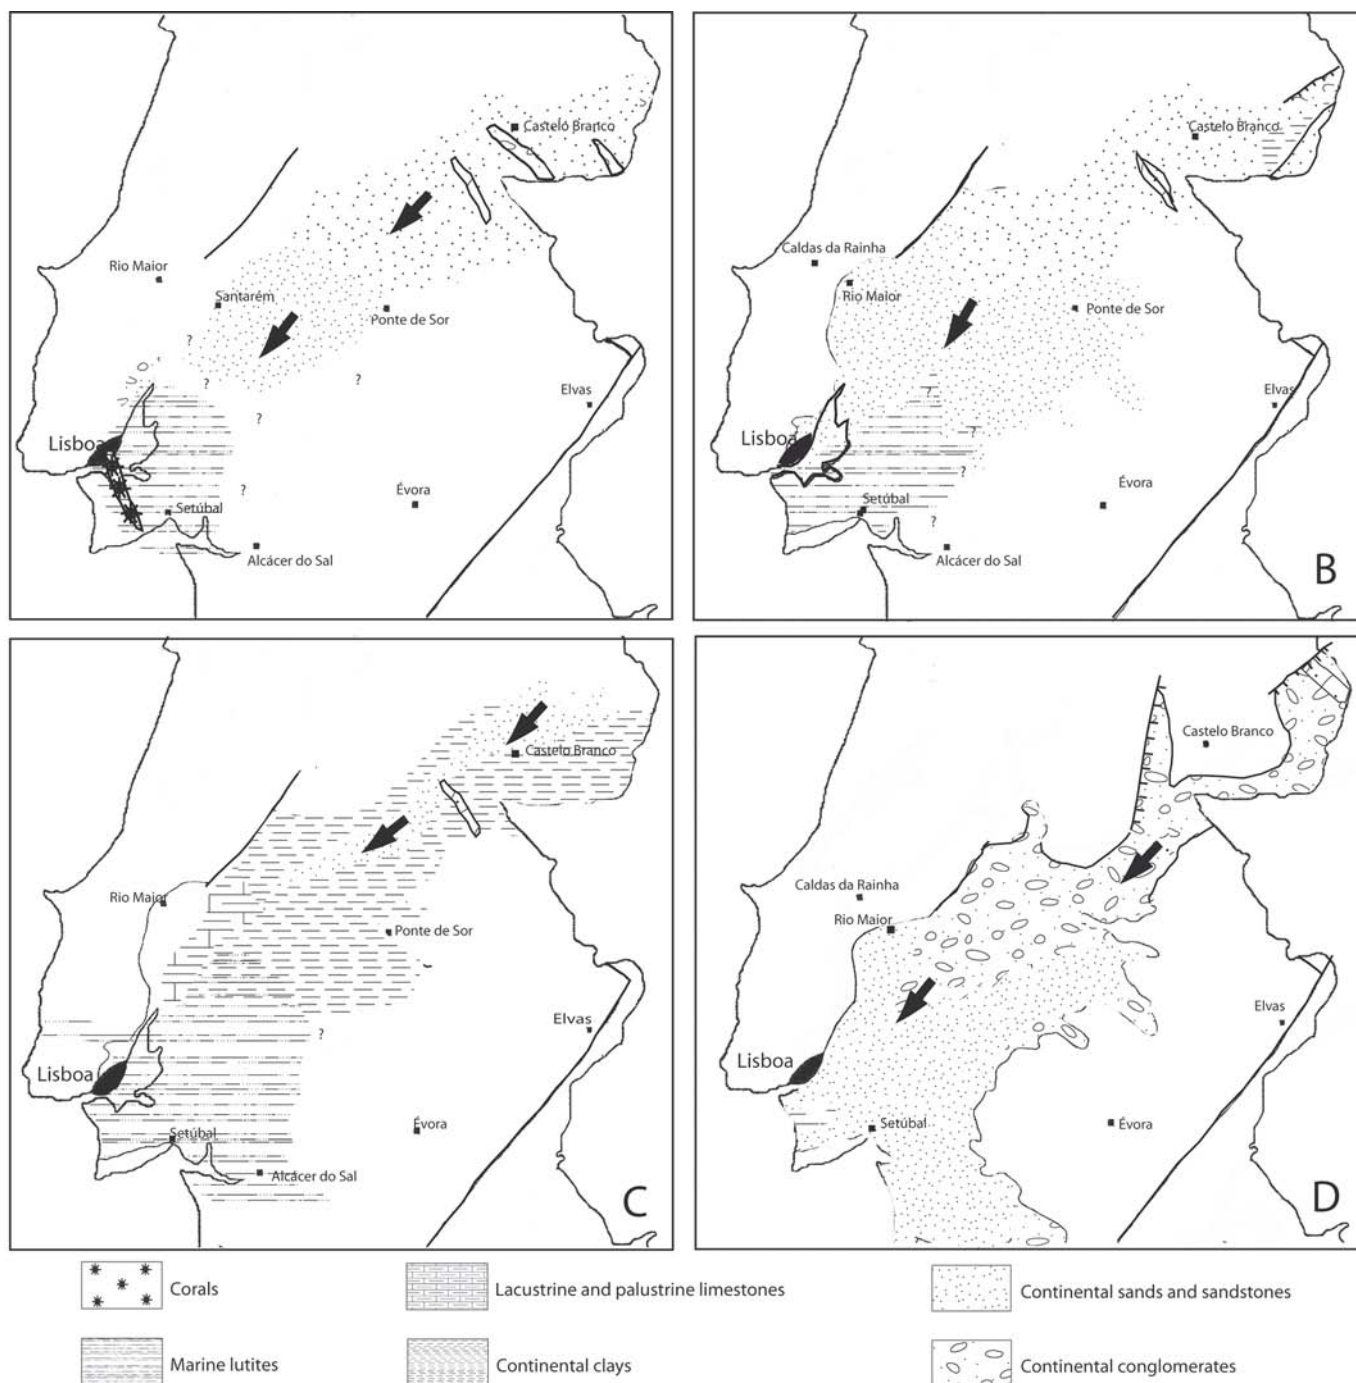 Castelo Branco
Rio Maior
Santarém
Ponte de Sor
?
?
?
Elvas
?
Lisboa
?
Évora
Setúbal
Alcácer do Sal
Castelo Branco
Caldas da Rainha
Rio Maior
Ponte de Sor
?
Elvas
?
Lisboa
?
Évora
Setúbal
?
Alcácer do Sal
B
Castelo Branco
Rio Maior
Ponte de Sor
?
Elvas
Lisboa
Évora
Setúbal
Alcácer do Sal
C
Castelo Branco
Caldas da Rainha
Rio Maior
Elvas
Lisboa
Setúbal
Évora
D
Corals
Lacustrine and palustrine limestones
Continental sands and sandstones
Marine lutites
Continental clays
Continental conglomerates